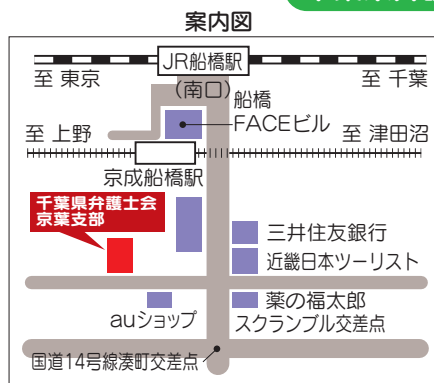 案内図
JR船橋駅
至 東京
(南口)
至 千葉
船橋
FACEビル
至 上野
至 津田沼
京成船橋駅
千葉県弁護士会
京葉支部
三井住友銀行
近畿日本ツーリスト
auショップ
薬の福太郎
スクランブル交差点
国道14号線湊町交差点